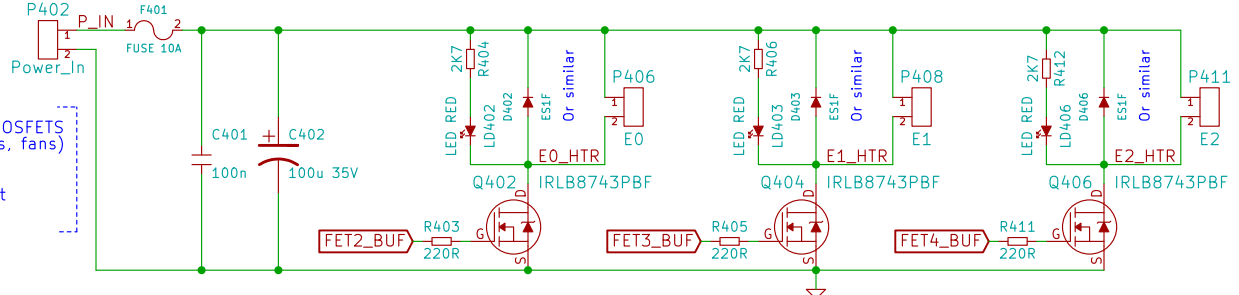 P402
P_IN
F401
1
2
FUSE 10A
1
2
Power_In
OSFETS
s, fans)
t
C401
100n
C402
100u 35V
2K7
R404
LED RED
LD402
D402
ES1F
Or similar
P406
1
2
E0
E0_HTR
Q402
IRLB8743PBF
D
G
S
FET2_BUF
R403
220R
2K7
R406
LED RED
LD403
D403
ES1F
Or similar
P408
1
2
E1
E1_HTR
Q404
IRLB8743PBF
D
G
S
FET3_BUF
R405
220R
2K7
R412
LED RED
LD406
D406
ES1F
Or similar
P411
1
2
E2
E2_HTR
Q406
IRLB8743PBF
D
G
S
FET4_BUF
R411
220R